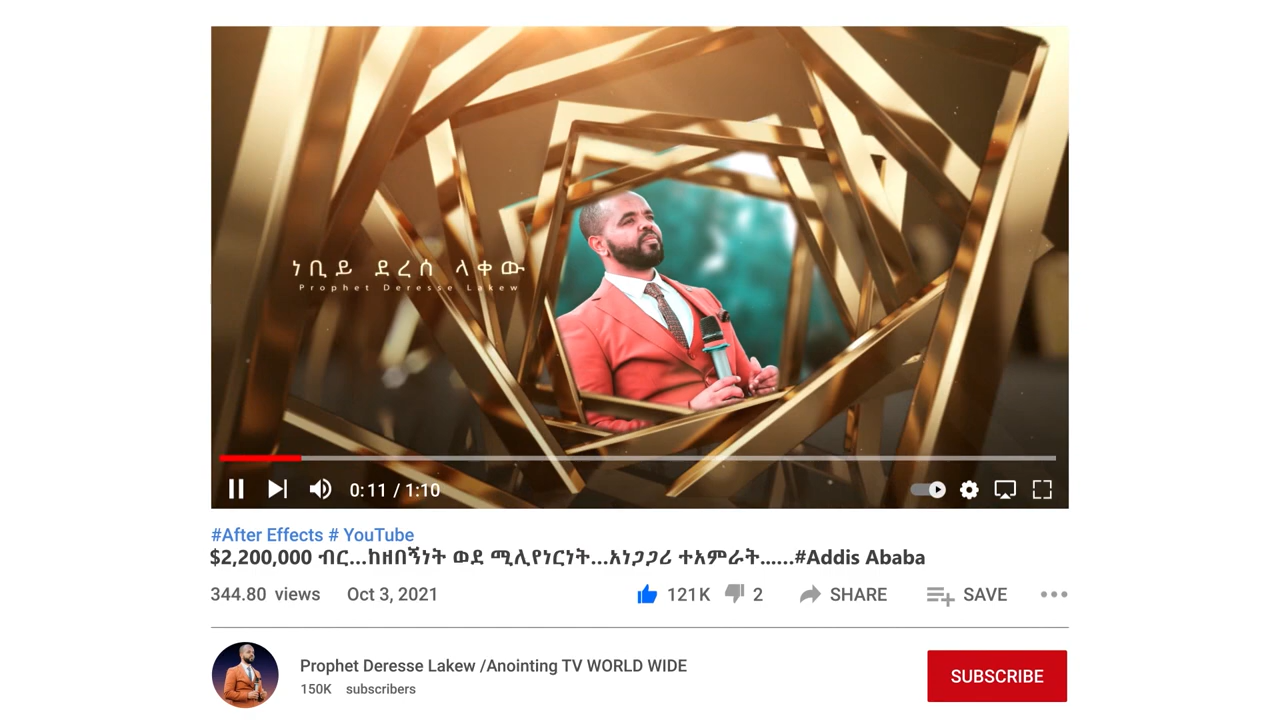 ነቢይ ደረሰ ላቀው
Prophet Deresse Lakew
0:11 / 1:10
#After Effects # YouTube
$2,200,000 ብር...ከዘበኝነት ወደ ሚሊየነርነት...አነጋጋሪ ተአምራት......#Addis Ababa
344.80 views Oct 3, 2021 121K 2 SHARE SAVE
Prophet Deresse Lakew /Anointing TV WORLD WIDE
150K subscribers
SUBSCRIBE